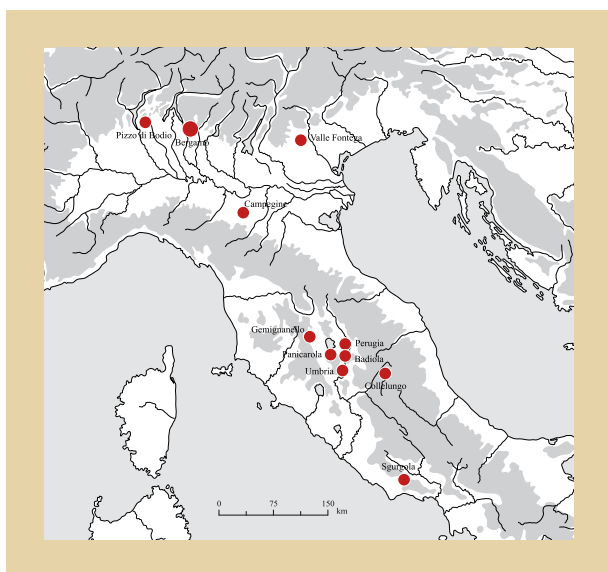 Pizzo di Bodio
Bergamo
Valle Fontega
Campegine
Gemignanello
Perugia
Panicarola
Badiola
Umbria
Collelungo
Sgurgola
0 75 150
km